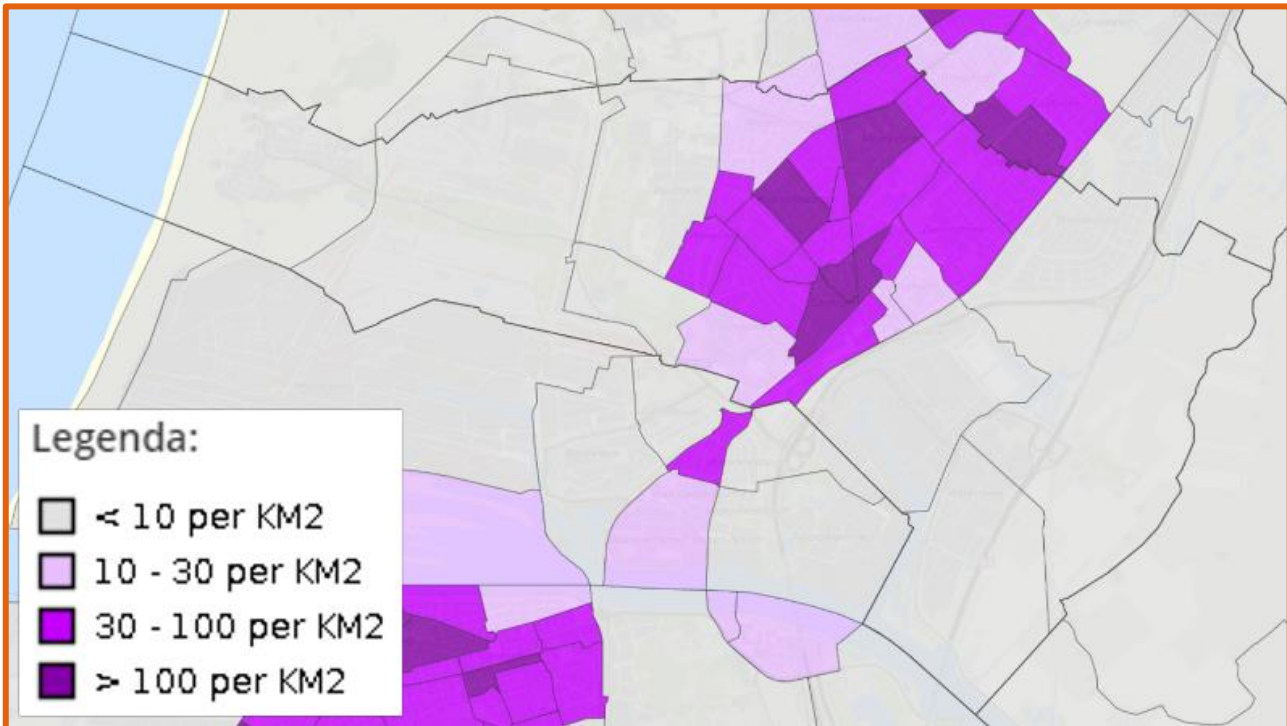 Legenda:
< 10 per KM2
10 - 30 per KM2
30 - 100 per KM2
> 100 per KM2